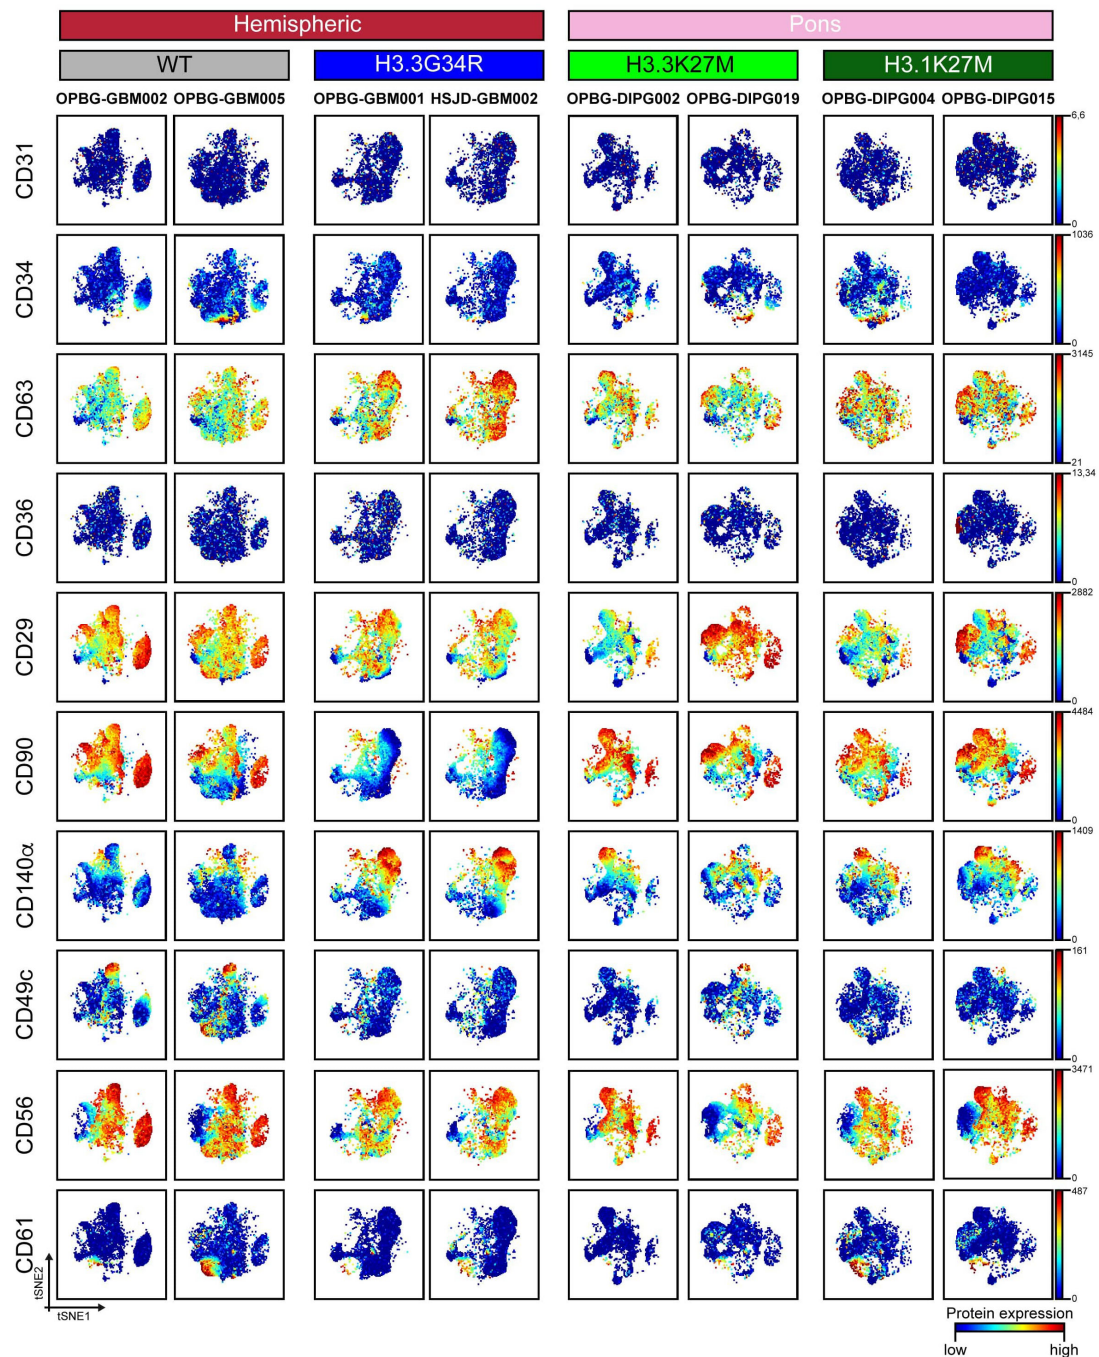 Hemispheric
Pons
WT
H3.3G34R
H3.3K27M
H3.1K27M
OPBG-GBM002
OPBG-GBM005
OPBG-GBM001
HSJD-GBM002
OPBG-DIPG002
OPBG-DIPG019
OPBG-DIPG004
OPBG-DIPG015
CD31
6,6
0
CD34
1036
0
CD63
3145
21
CD36
13,34
0
CD29
2882
0
CD90
4484
0
CD140α
1409
0
CD49c
161
0
CD56
3471
0
CD61
487
0
tSNE2
tSNE1
Protein expression
low
high